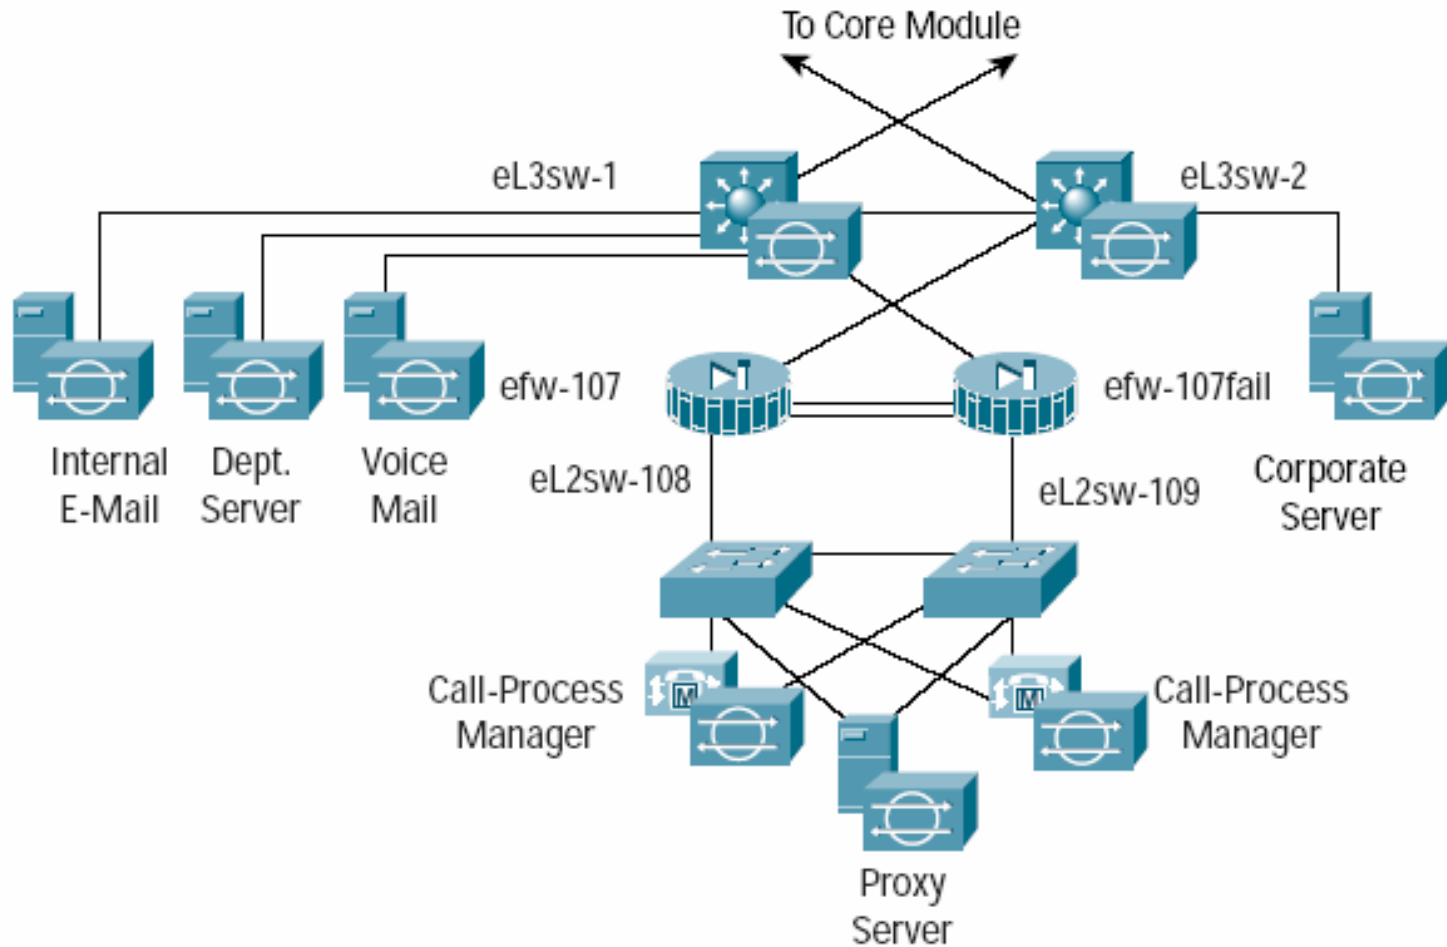 To Core Module
eL3sw-1
eL3sw-2
efw-107
efw-107fail
Internal
E-Mail
Dept.
Server
Voice
Mail
eL2sw-108
eL2sw-109
Corporate
Server
Call-Process
Manager
M
M
Call-Process
Manager
Proxy
Server